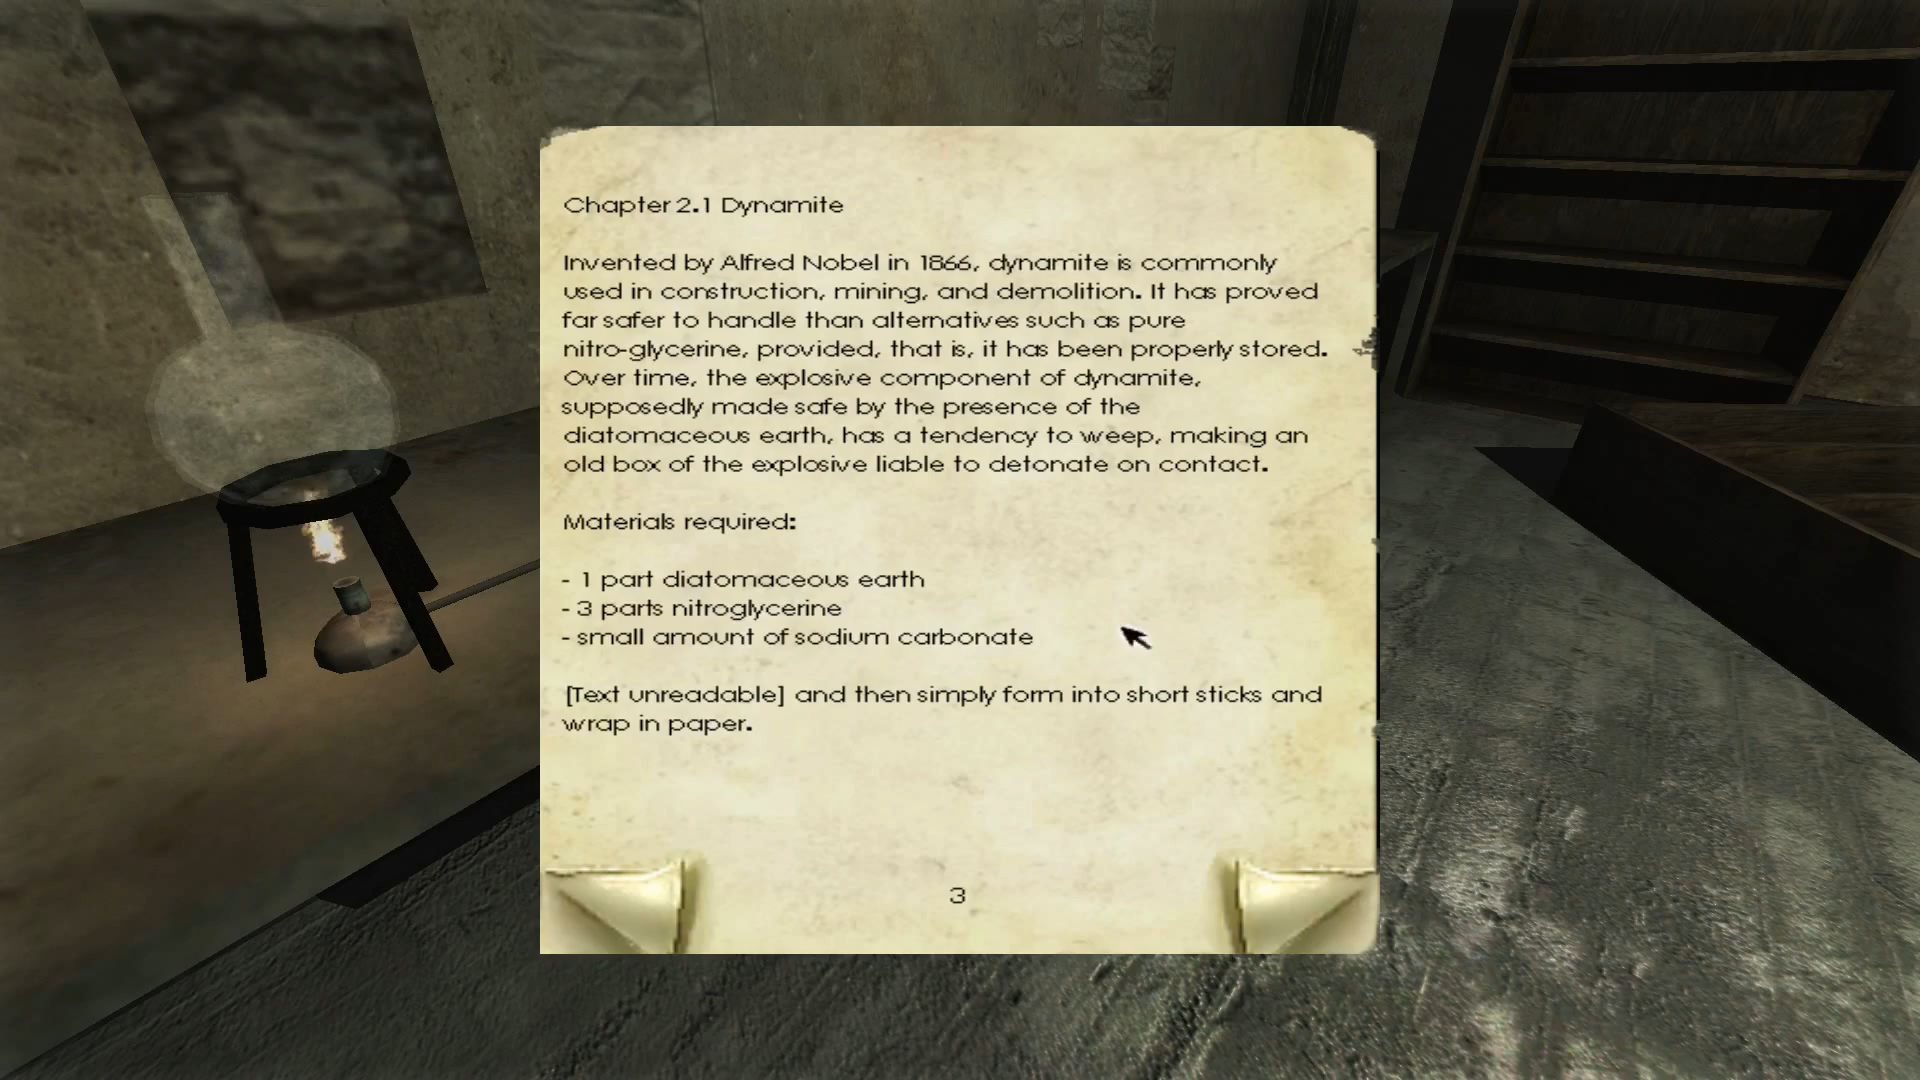 Chapter 2.1 Dynamite
Invented by Alfred Nobel in 1866, dynamite is commonly
used in construction, mining, and demolition. It has proved
far safer to handle than alternatives such as pure
nitro-glycerine, provided, that is, it has been properly stored.
Over time, the explosive component of dynamite,
supposedly made safe by the presence of the
diatomaceous earth, has a tendency to weep, making an
old box of the explosive liable to detonate on contact.
Materials required:
- 1 part diatomaceous earth
- 3 parts nitroglycerine
- small amount of sodium carbonate
[Text unreadable] and then simply form into short sticks and
wrap in paper.
3